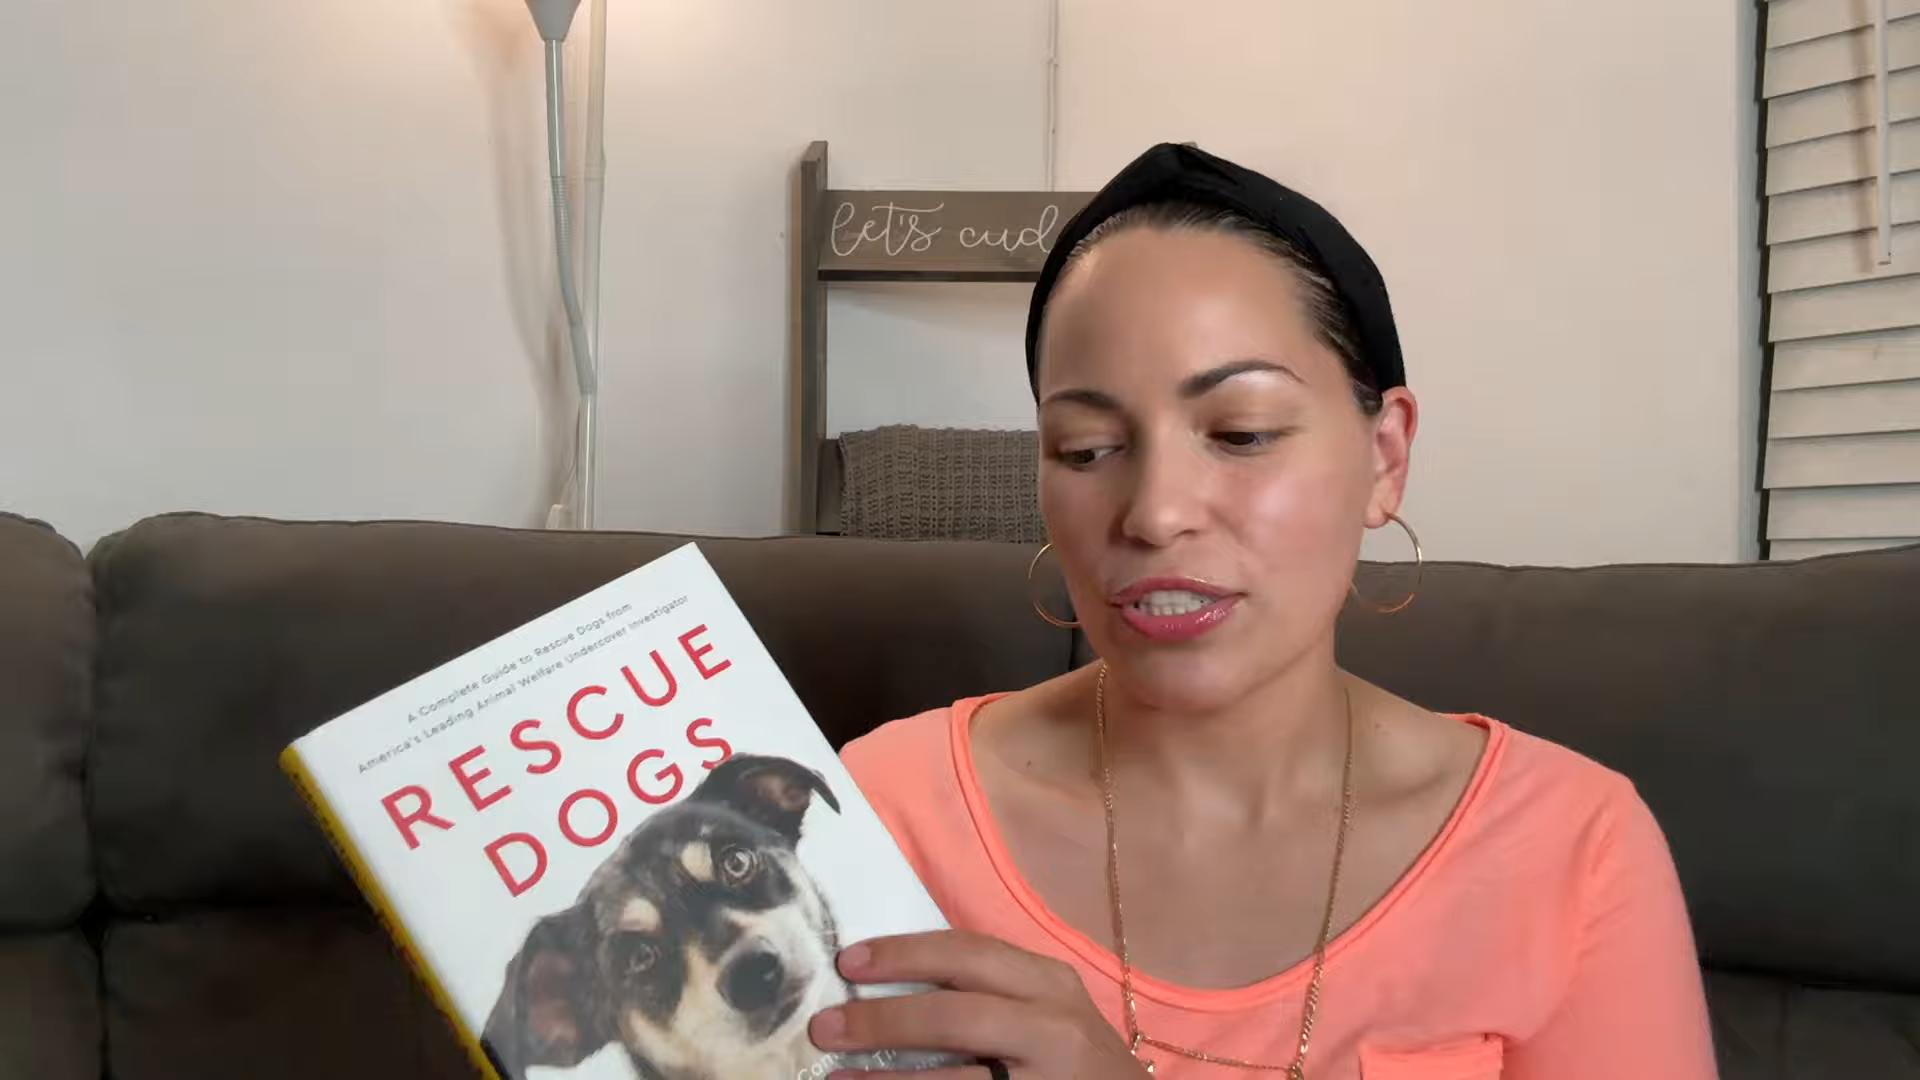 let's cud
A Complete Guide to Rescue Dogs from
America's Leading Animal Welfare Undercover Investigator
RESCUE
DOGS